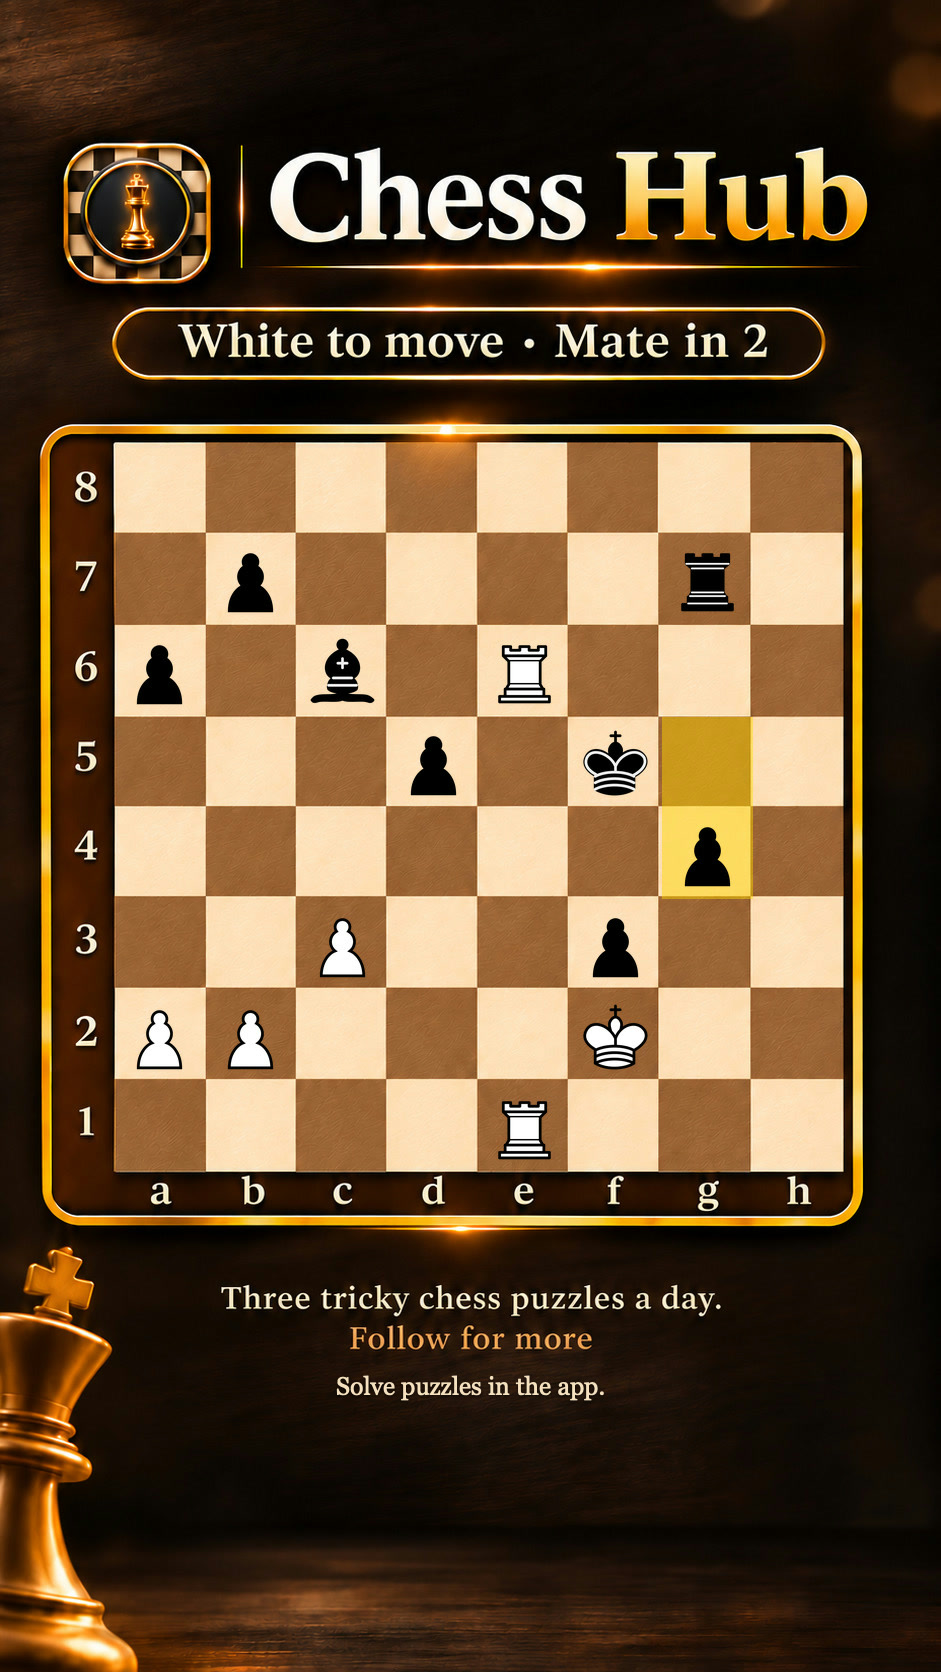 Chess Hub
White to move • Mate in 2
8
7
6
5
4
3
2
1
a b c d e f g h
Three tricky chess puzzles a day.
Follow for more
Solve puzzles in the app.